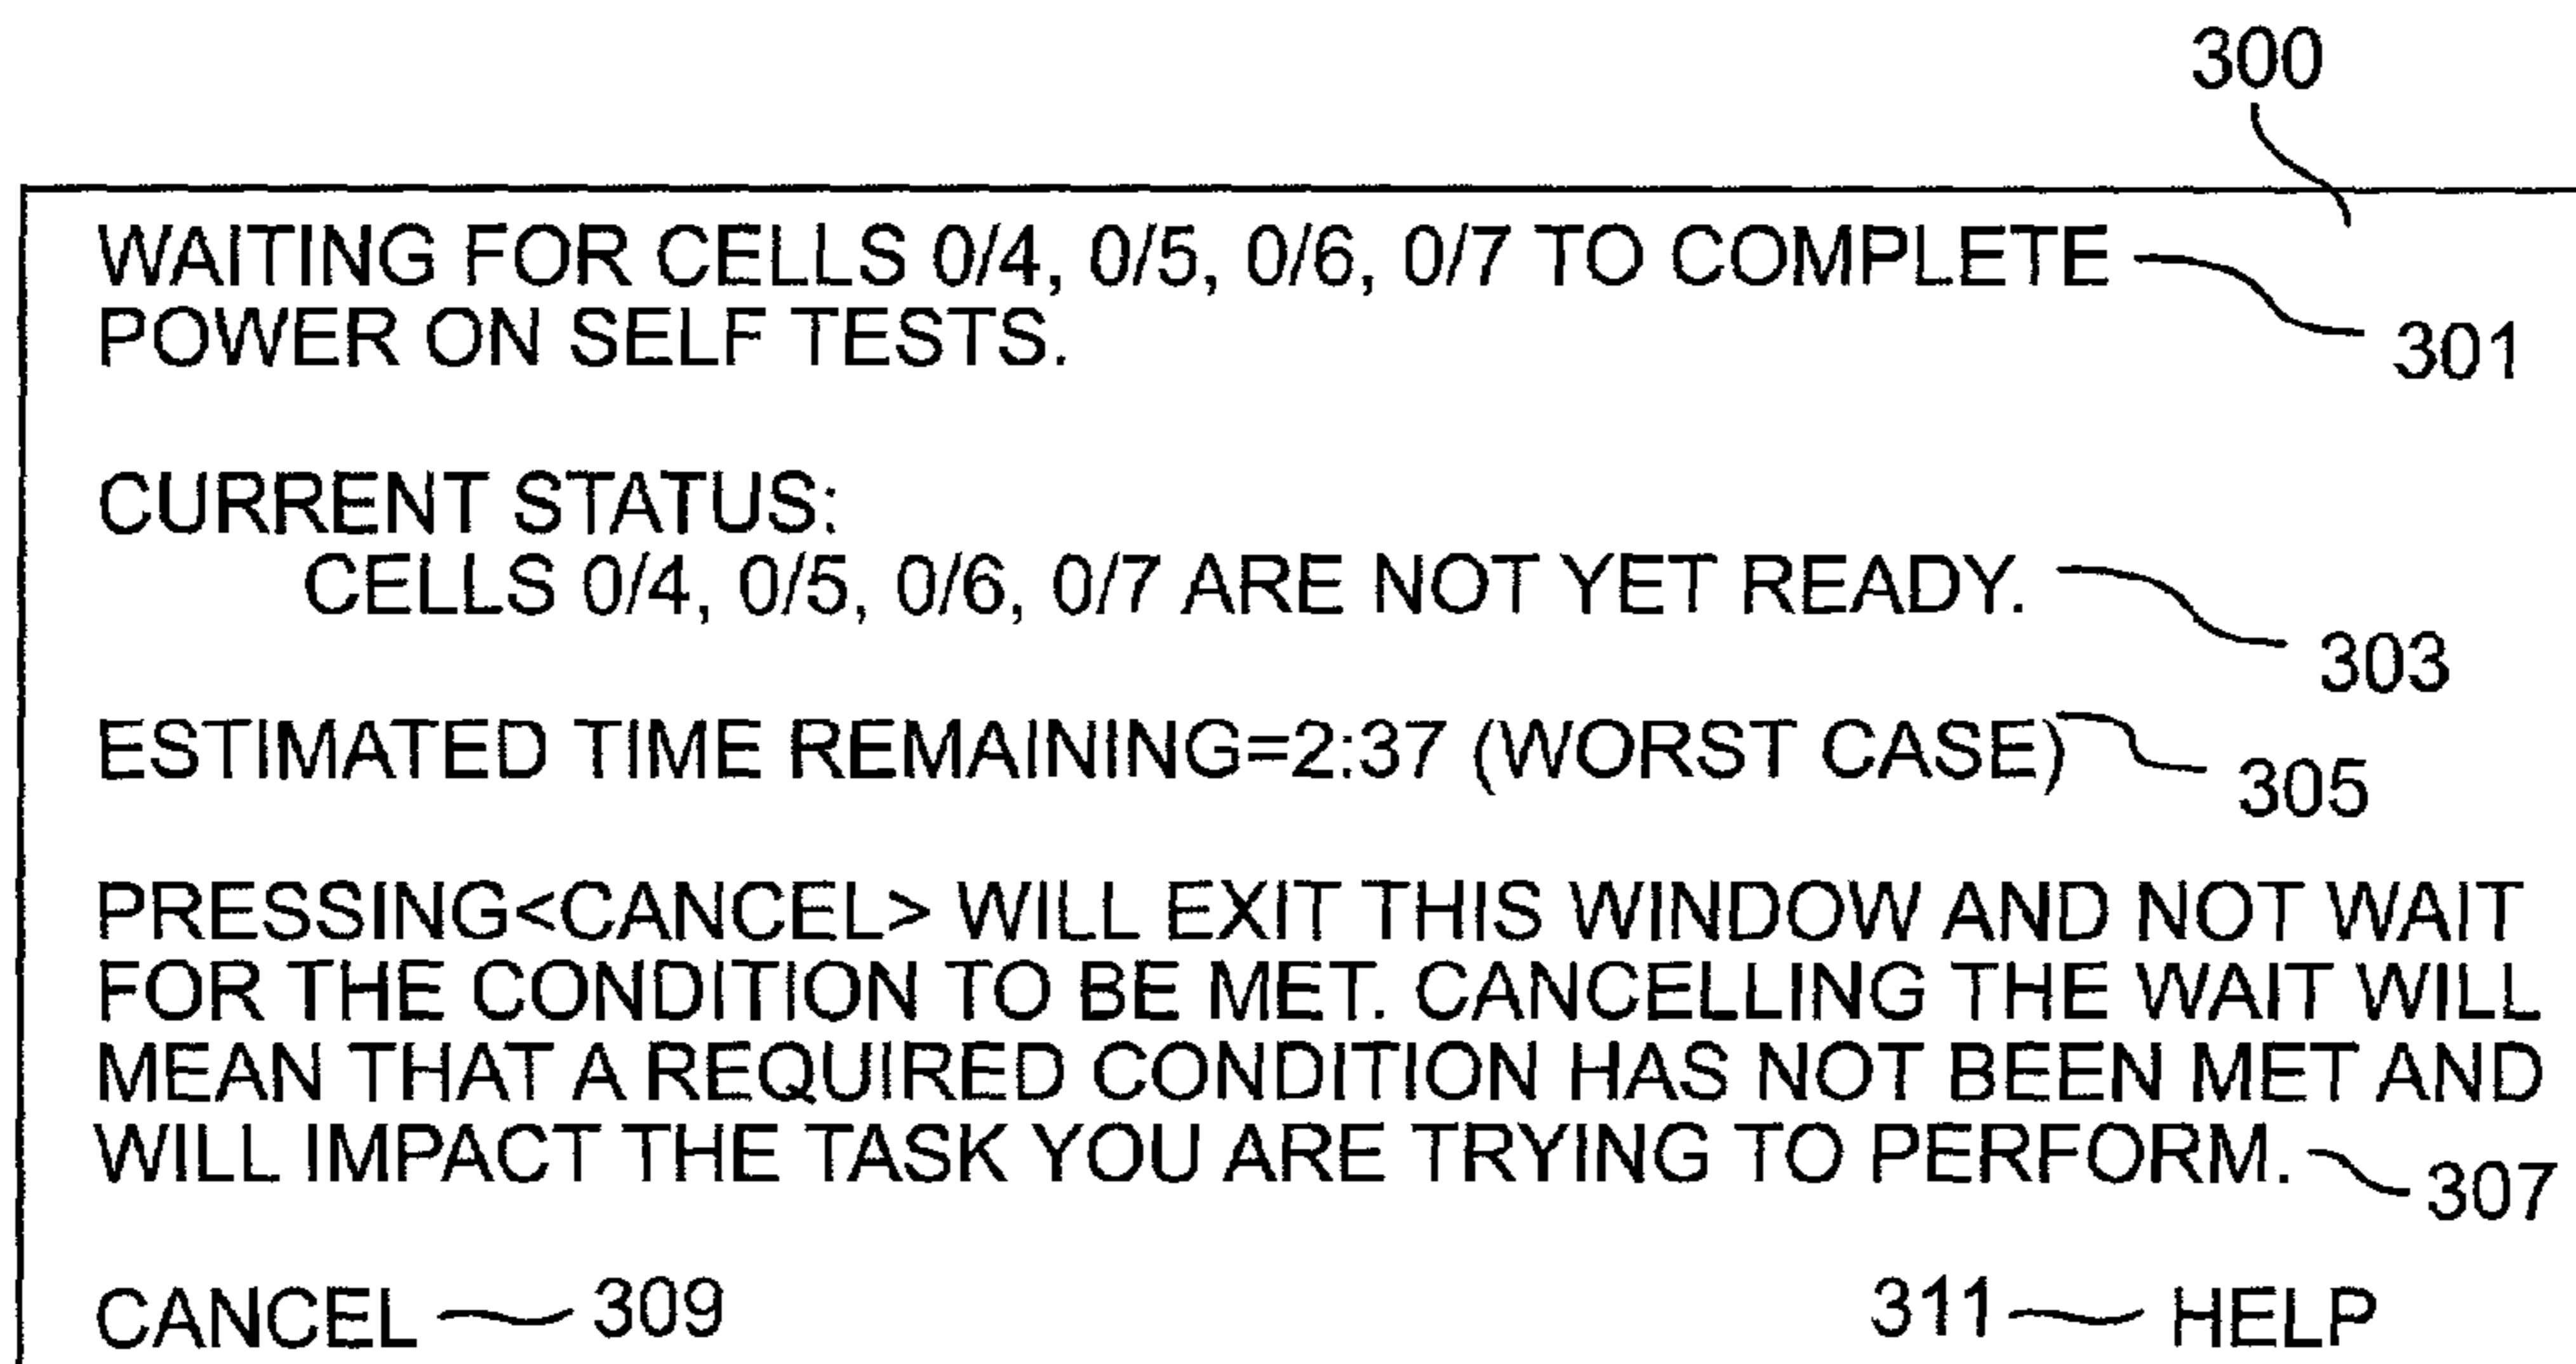 300
WAITING FOR CELLS 0/4, 0/5, 0/6, 0/7 TO COMPLETE
POWER ON SELF TESTS.
301
CURRENT STATUS:
CELLS 0/4, 0/5, 0/6, 0/7 ARE NOT YET READY.
303
ESTIMATED TIME REMAINING=2:37 (WORST CASE)
305
PRESSING<CANCEL> WILL EXIT THIS WINDOW AND NOT WAIT
FOR THE CONDITION TO BE MET. CANCELLING THE WAIT WILL
MEAN THAT A REQUIRED CONDITION HAS NOT BEEN MET AND
WILL IMPACT THE TASK YOU ARE TRYING TO PERFORM.
307
CANCEL 309 311 HELP